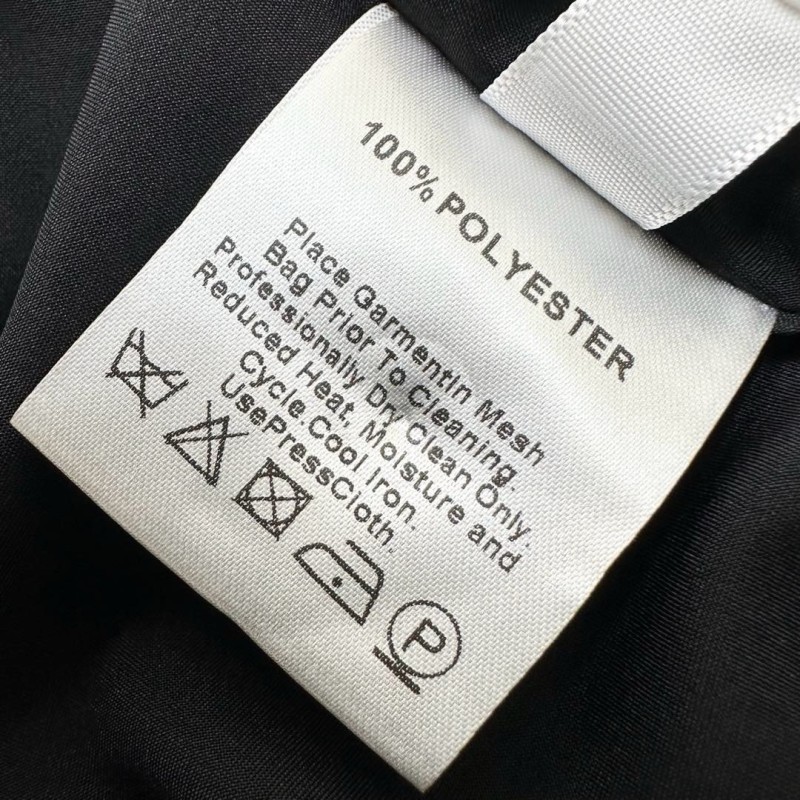 100% POLYESTER
Place GarmentIn Mesh
Bag Prior To Cleaning.
Professionally Dry Clean Only.
Reduced Heat, Moisture and
Cycle.Cool Iron.
UsePressCloth.
P